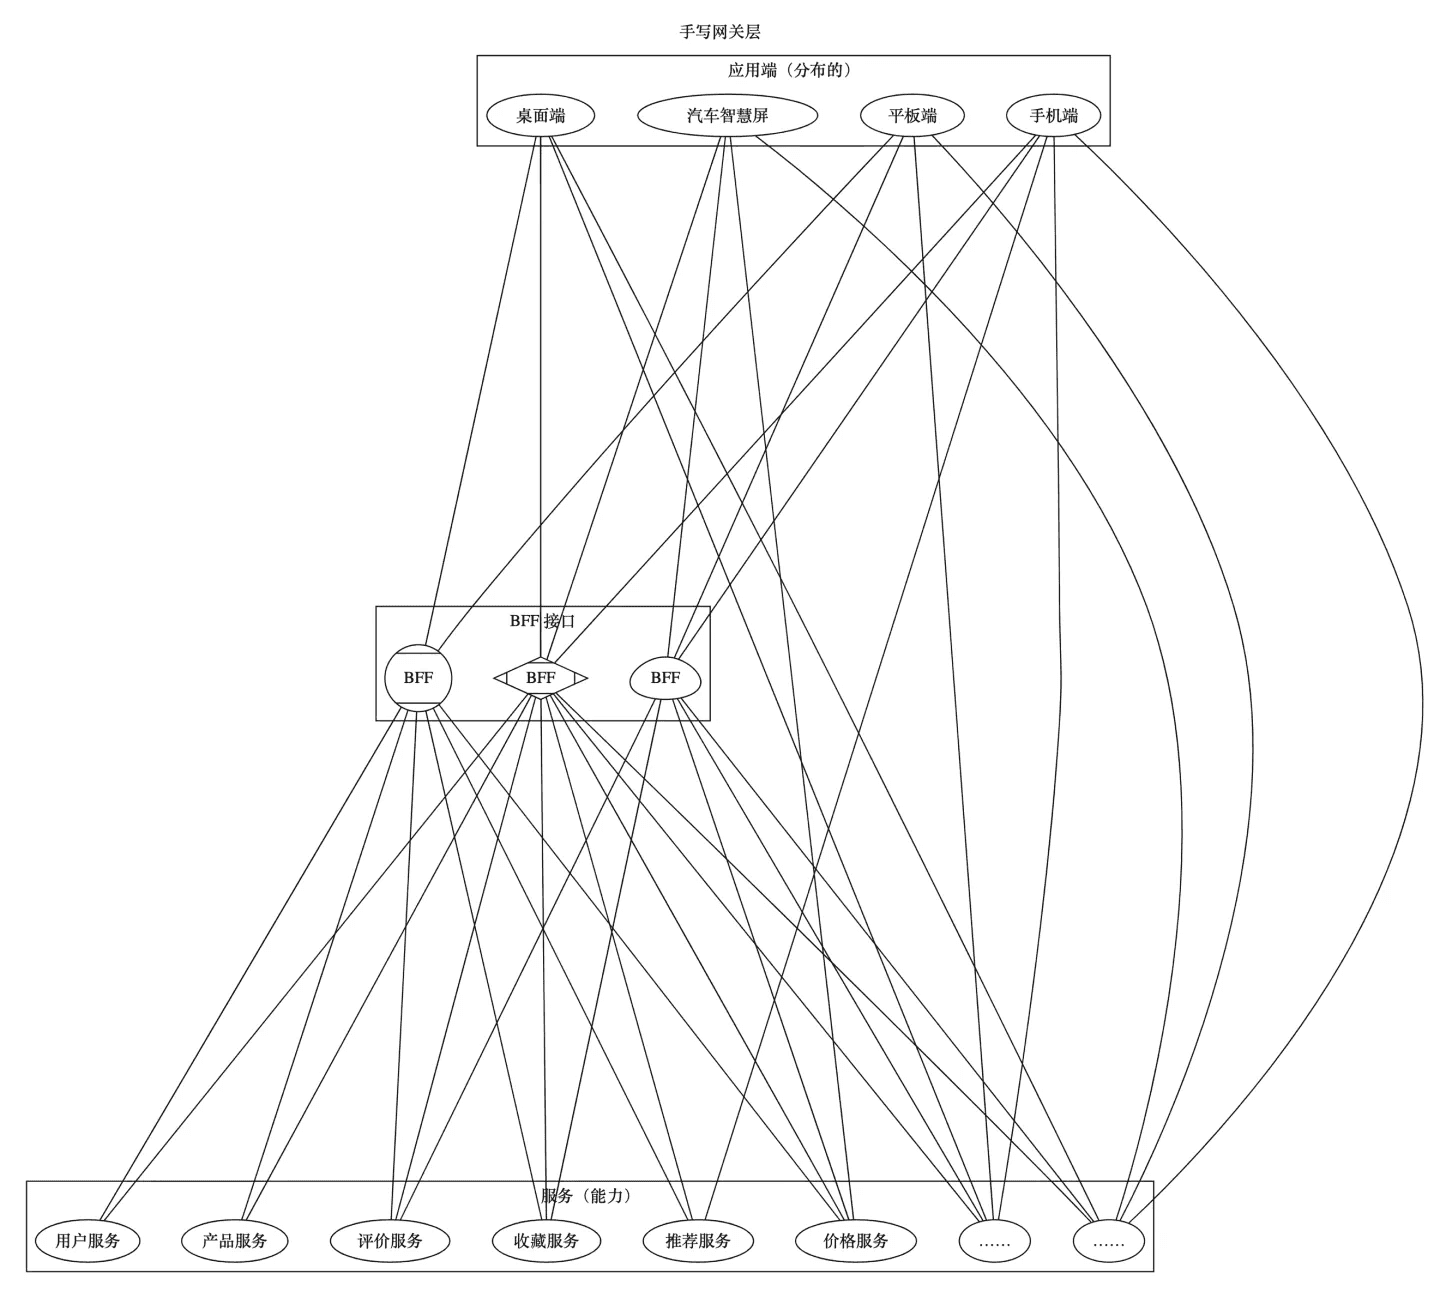 手写网关层
应用端（分布的）
桌面端
汽车智慧屏
平板端
手机端
BFF 接口
BFF
BFF
BFF
服务（能力）
用户服务
产品服务
评价服务
收藏服务
推荐服务
价格服务
……
……